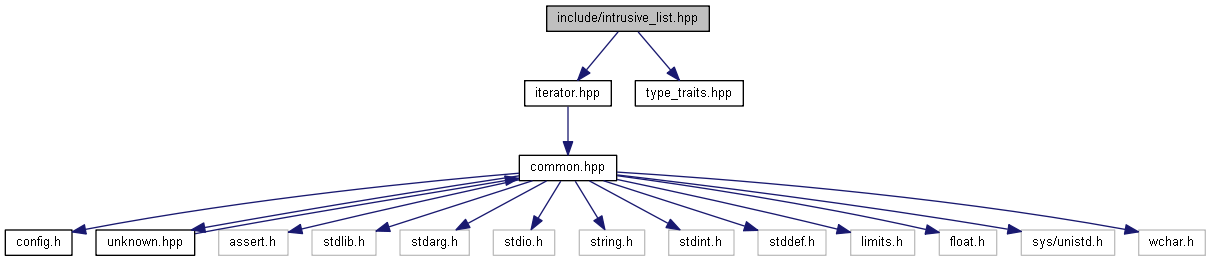 include/intrusive_list.hpp
iterator.hpp
type_traits.hpp
common.hpp
config.h
unknown.hpp
assert.h
stdlib.h
stdarg.h
stdio.h
string.h
stdint.h
stddef.h
limits.h
float.h
sys/unistd.h
wchar.h